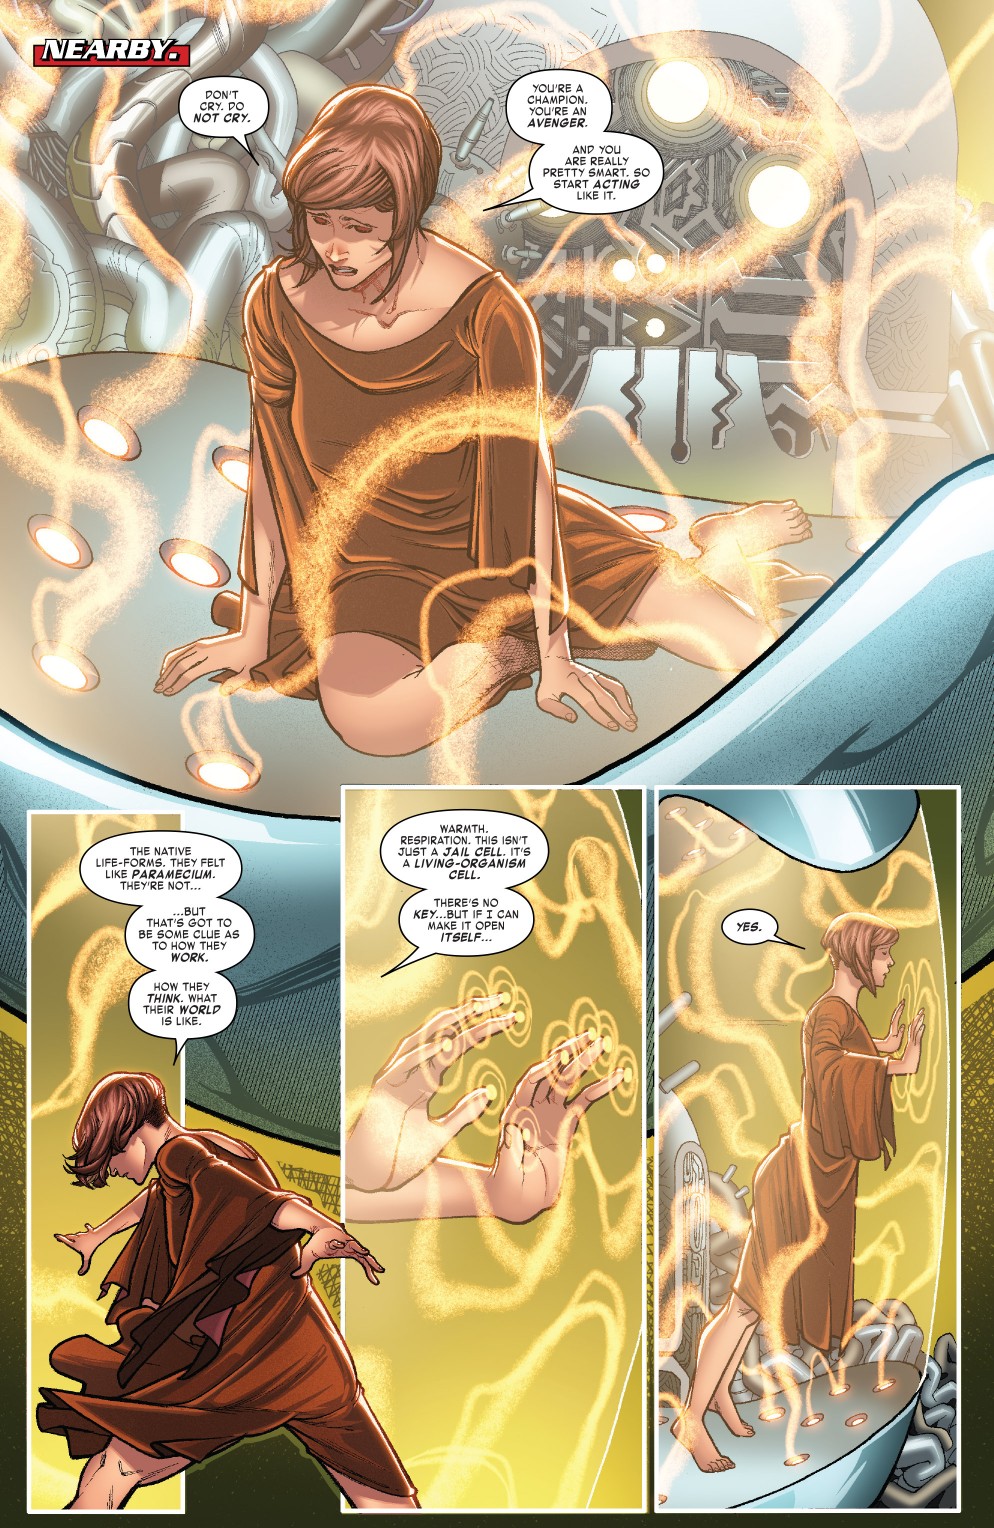 NEARBY.
DON'T
CRY. DO
NOT CRY.
YOU'RE A
CHAMPION.
YOU'RE AN
AVENGER.
AND YOU
ARE REALLY
PRETTY SMART. SO
START ACTING
LIKE IT.
THE NATIVE
LIFE-FORMS. THEY FELT
LIKE PARAMECIUM.
THEY'RE NOT...
...BUT
THAT'S GOT TO
BE SOME CLUE AS
TO HOW THEY
WORK.
HOW THEY
THINK. WHAT
THEIR WORLD
IS LIKE.
WARMTH.
RESPIRATION. THIS ISN'T
JUST A JAIL CELL. IT'S
A LIVING-ORGANISM
CELL.
THERE'S NO
KEY...BUT IF I CAN
MAKE IT OPEN
ITSELF...
YES.